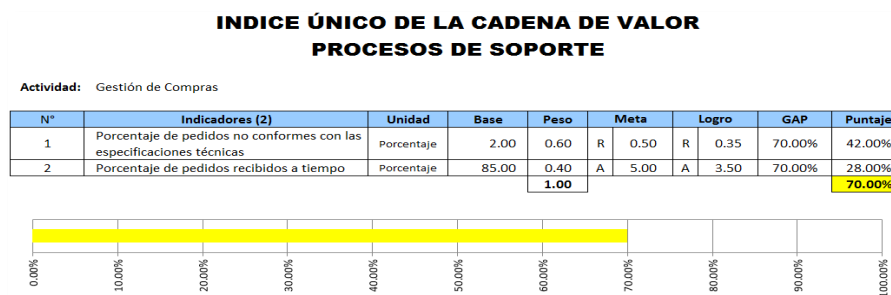 INDICE ÚNICO DE LA CADENA DE VALOR
PROCESOS DE SOPORTE
Actividad: Gestión de Compras
N° Indicadores (2) Unidad Base Peso Meta Logro GAP Puntaje
1 Porcentaje de pedidos no conformes con las especificaciones técnicas Porcentaje 2.00 0.60 R 0.50 R 0.35 70.00% 42.00%
2 Porcentaje de pedidos recibidos a tiempo Porcentaje 85.00 0.40 A 5.00 A 3.50 70.00% 28.00%
1.00 70.00%
0.00% 10.00% 20.00% 30.00% 40.00% 50.00% 60.00% 70.00% 80.00% 90.00% 100.00%